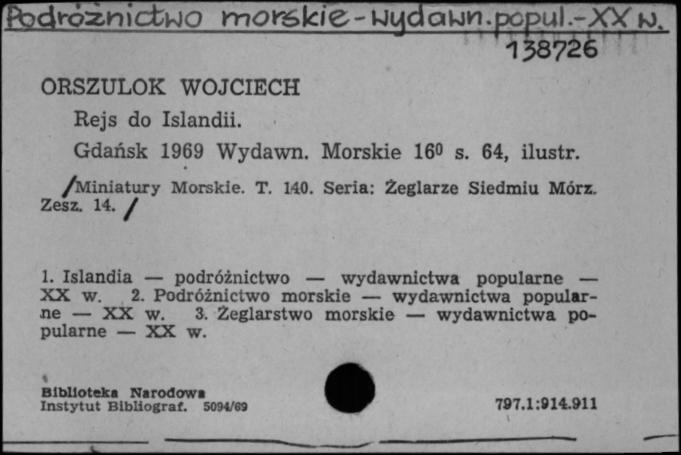 Podróżnictwo morskie-wydawn.popul.-XX w.
138726
ORSZULOK WOJCIECH
Rejs do Islandii.
Gdańsk 1969 Wydawn. Morskie 16⁰ s. 64, ilustr.
/Miniatury Morskie. T. 140. Seria: Żeglarze Siedmiu Mórz.
Zesz. 14. /
1. Islandia — podróżnictwo — wydawnictwa popularne —
XX w. 2. Podróżnictwo morskie — wydawnictwa popular-
ne — XX w. 3. Żeglarstwo morskie — wydawnictwa po-
pularne — XX w.
Biblioteka Narodowa
Instytut Bibliograf. 5094/69
797.1:914.911